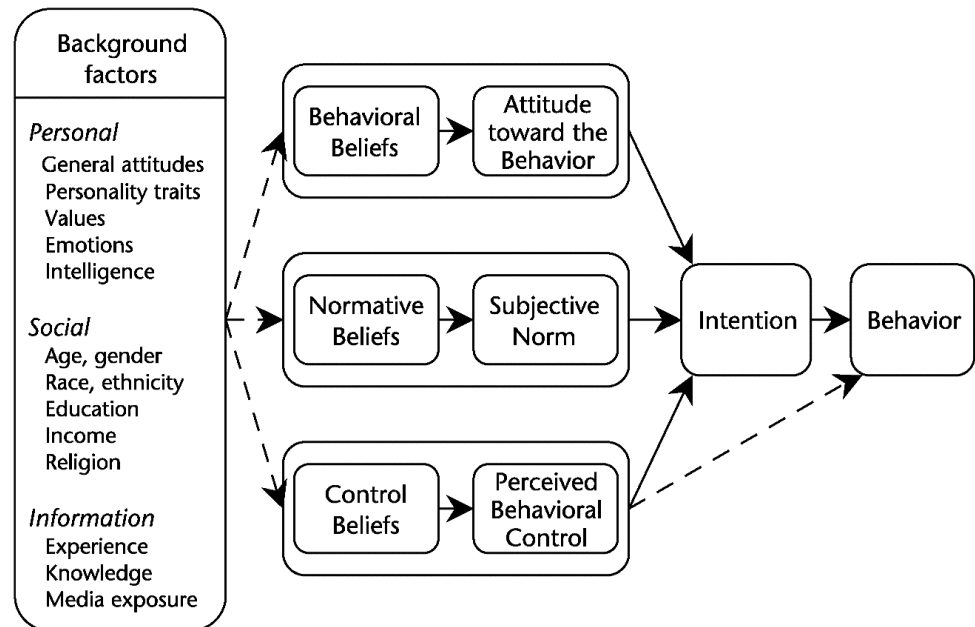 Background
factors
Personal
General attitudes
Personality traits
Values
Emotions
Intelligence
Social
Age, gender
Race, ethnicity
Education
Income
Religion
Information
Experience
Knowledge
Media exposure
Behavioral
Beliefs
Attitude
toward the
Behavior
Normative
Beliefs
Subjective
Norm
Control
Beliefs
Perceived
Behavioral
Control
Intention
Behavior